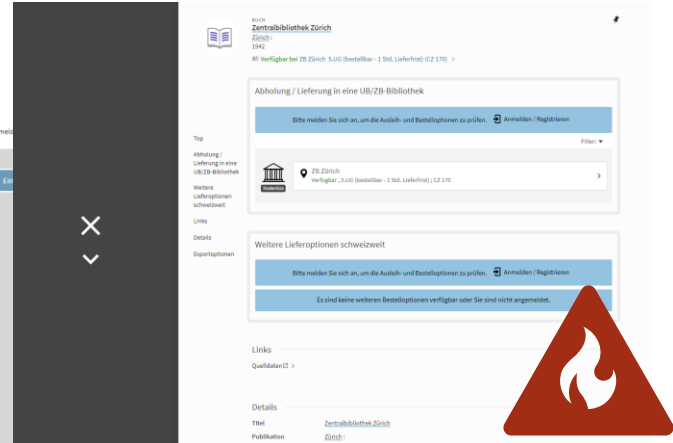 BUCH
Zentralbibliothek Zürich
Zürich :
1942
Verfügbar bei ZB Zürich 5.UG (bestellbar - 1 Std. Lieferfrist) (CZ 170) >
Abholung / Lieferung in eine UB/ZB-Bibliothek
Bitte melden Sie sich an, um die Ausleih- und Bestelloptionen zu prüfen. Anmelden / Registrieren
Filter:
Kostenlos
ZB Zürich
Verfügbar , 5.UG (bestellbar - 1 Std. Lieferfrist) ; CZ 170
Top
Abholung /
Lieferung in eine
UB/ZB-Bibliothek
Weitere
Lieferoptionen
schweizweit
Links
Details
Exportoptionen
Weitere Lieferoptionen schweizweit
Bitte melden Sie sich an, um die Ausleih- und Bestelloptionen zu prüfen. Anmelden / Registrieren
Es sind keine weiteren Bestelloptionen verfügbar oder Sie sind nicht angemeldet.
Links
Quelldaten >
Details
Titel Zentralbibliothek Zürich
Publikation Zürich :